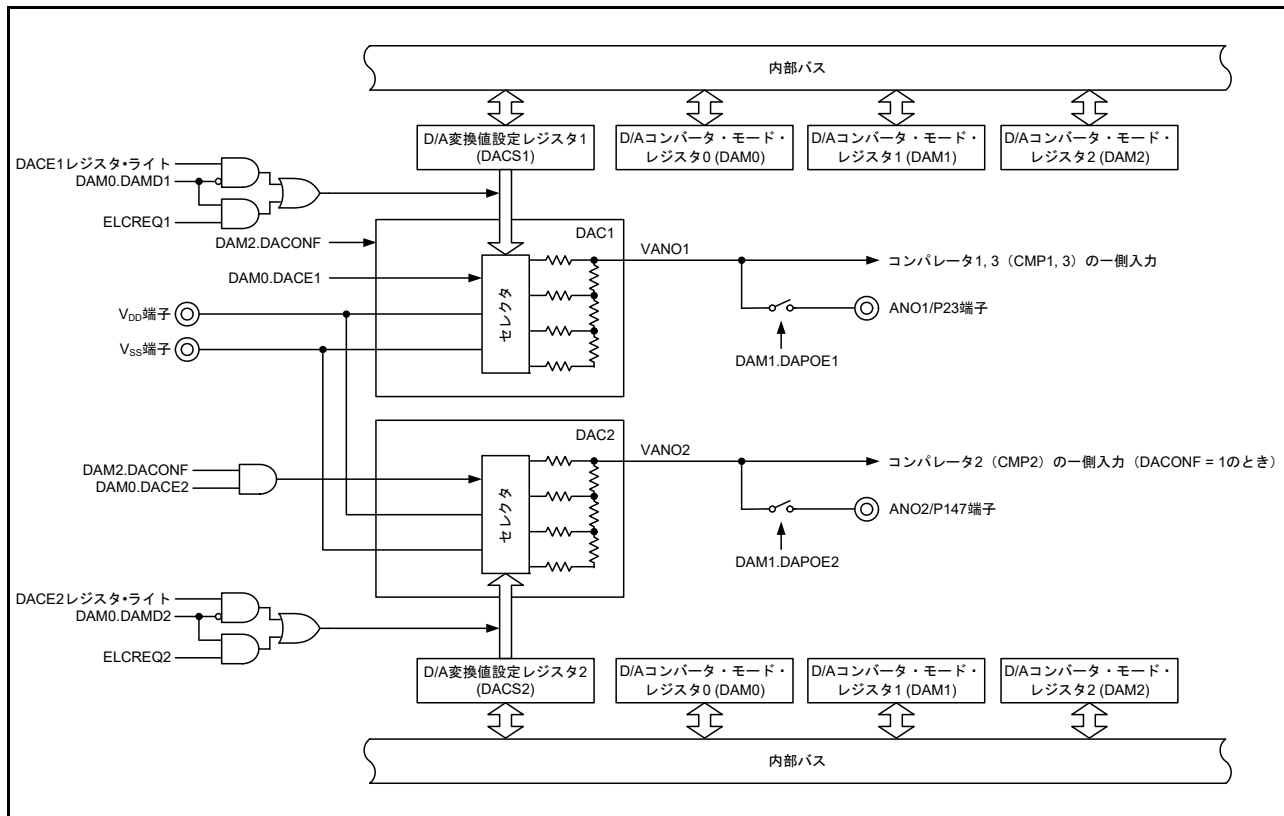 内部バス
D/A変換値設定レジスタ1
(DACS1)
D/Aコンバータ・モード・
レジスタ0 (DAM0)
D/Aコンバータ・モード・
レジスタ1 (DAM1)
D/Aコンバータ・モード・
レジスタ2 (DAM2)
DACE1レジスタ・ライト
DAM0.DAMD1
ELCREQ1
DAM2.DACONF
DAC1
VANO1
DAM0.DACE1
コンパレータ1, 3（CMP1, 3）の－側入力
セレクタ
VDD端子
ANO1/P23端子
VSS端子
DAM1.DAPOE1
DAC2
VANO2
DAM2.DACONF
DAM0.DACE2
コンパレータ2（CMP2）の－側入力（DACONF = 1のとき）
セレクタ
ANO2/P147端子
DAM1.DAPOE2
DACE2レジスタ・ライト
DAM0.DAMD2
ELCREQ2
D/A変換値設定レジスタ2
(DACS2)
D/Aコンバータ・モード・
レジスタ0 (DAM0)
D/Aコンバータ・モード・
レジスタ1 (DAM1)
D/Aコンバータ・モード・
レジスタ2 (DAM2)
内部バス